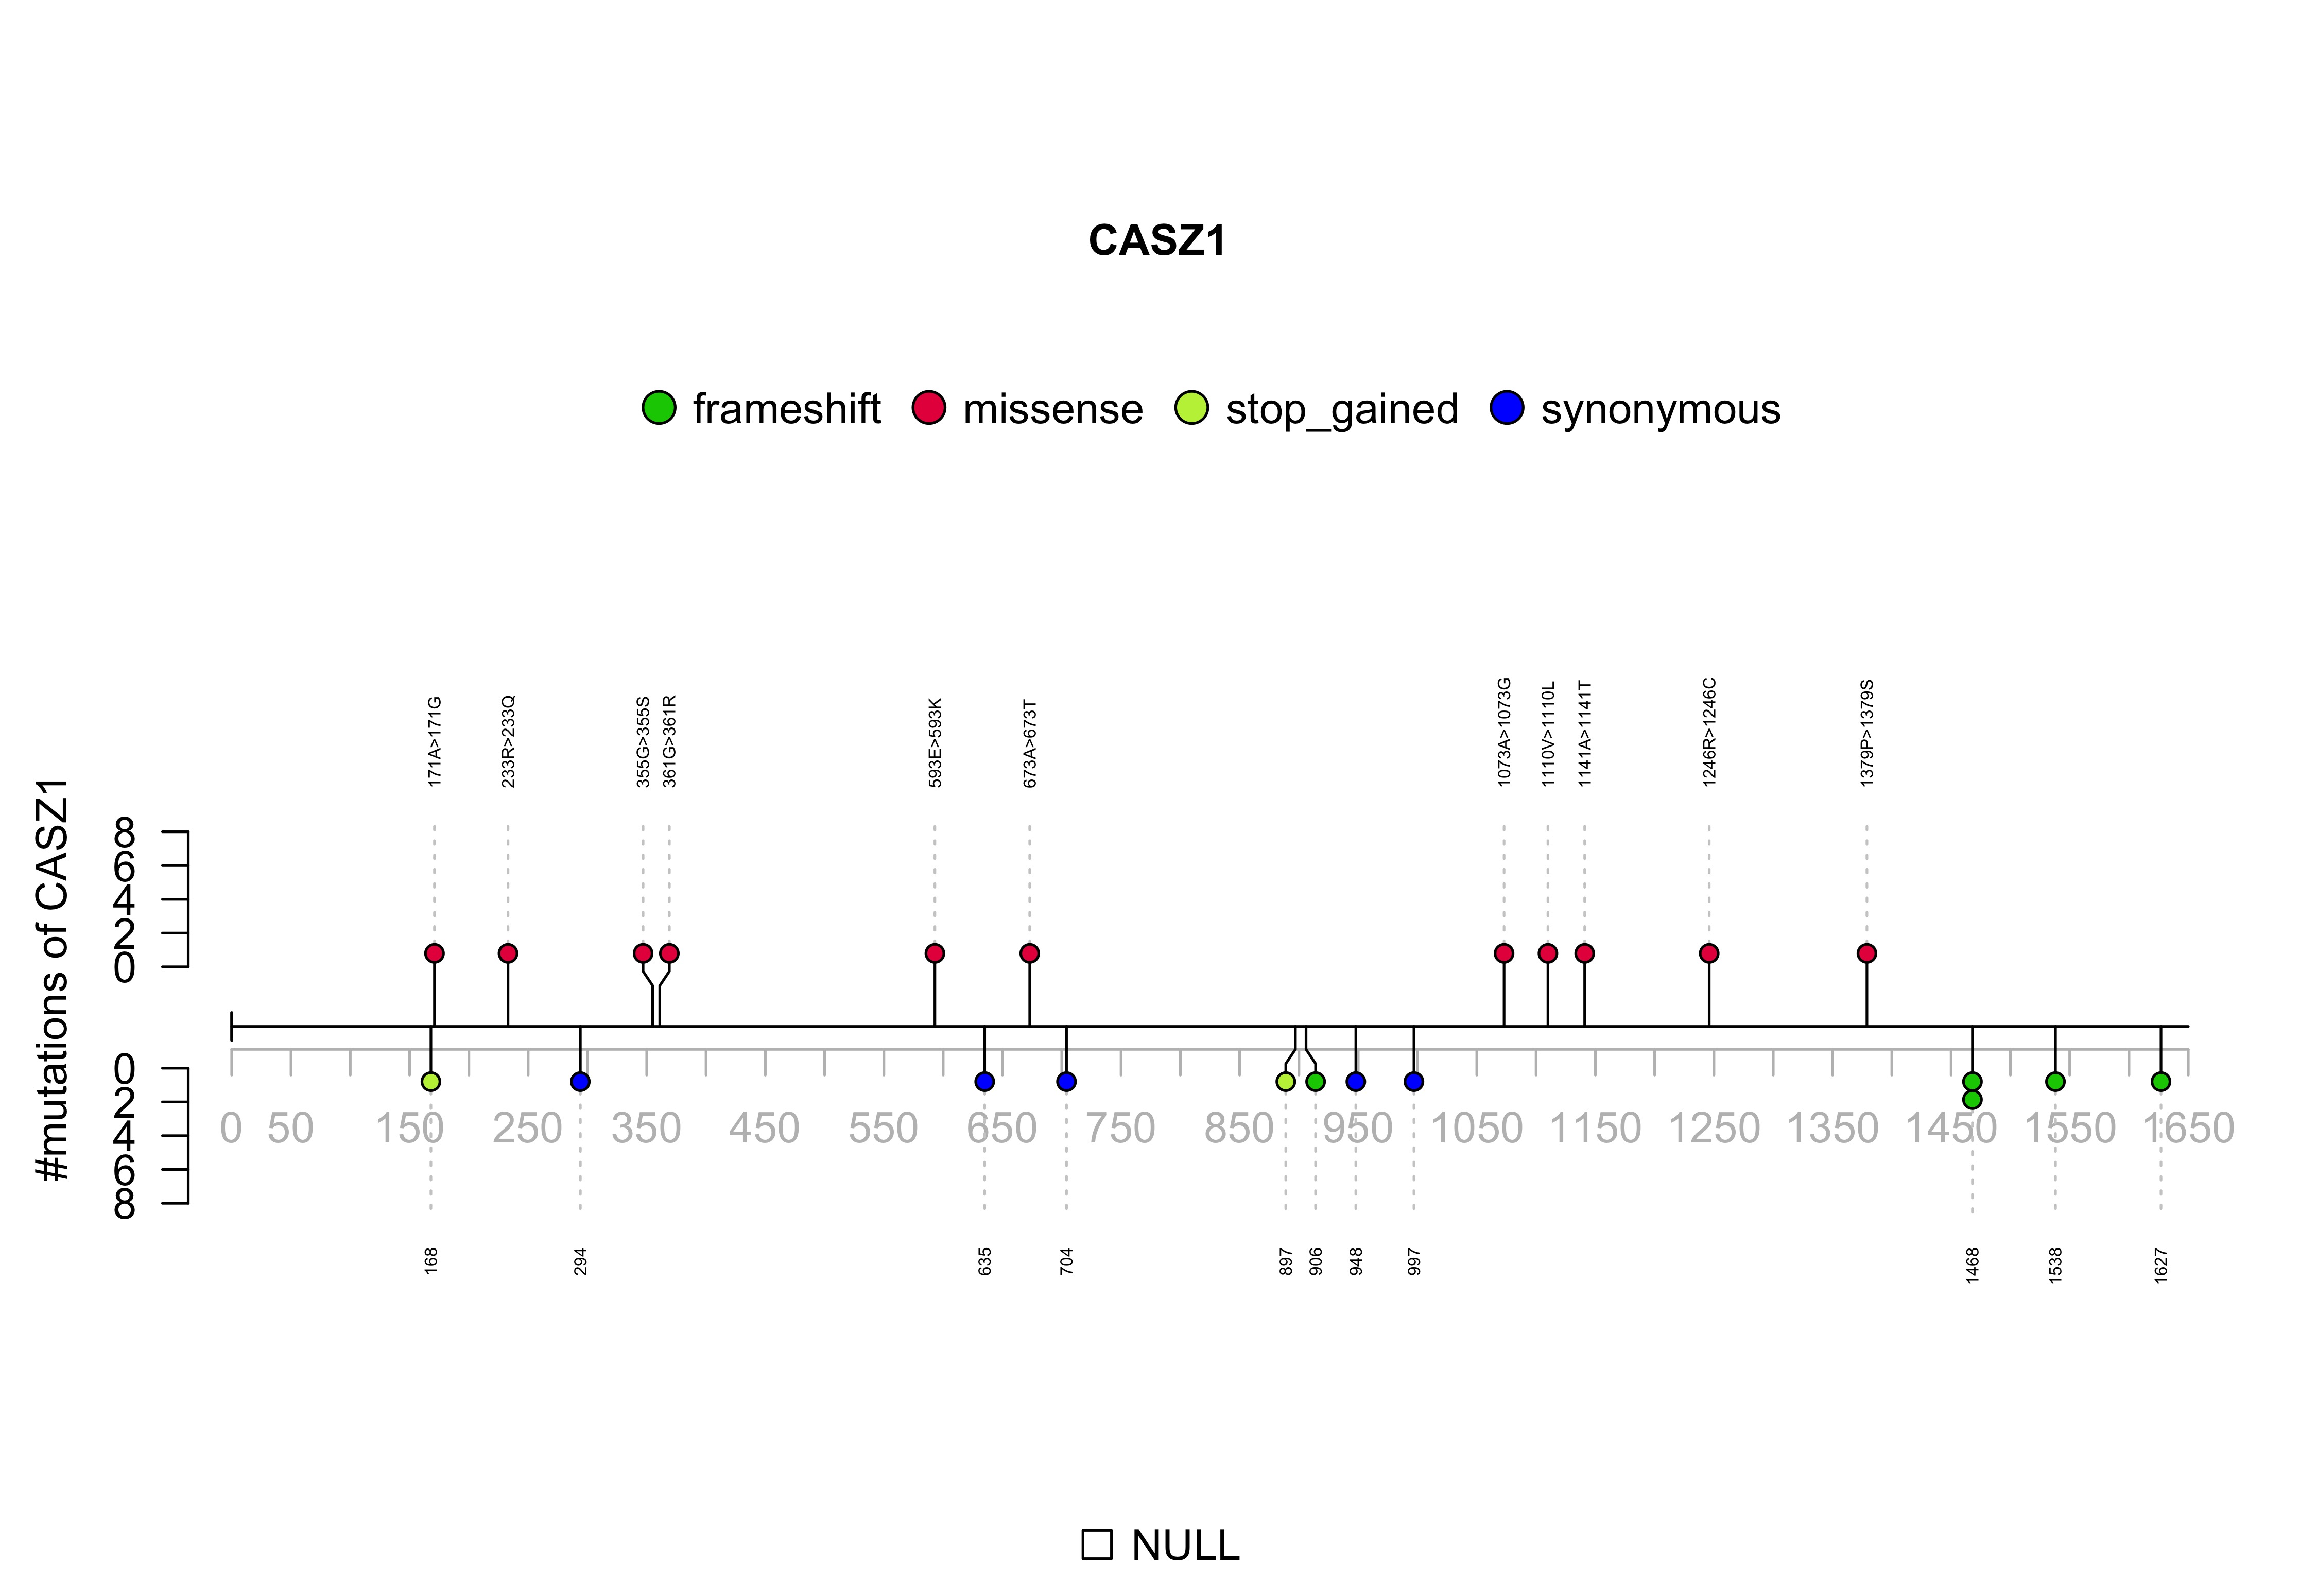 CASZ1
frameshift missense stop_gained synonymous
171A>171G
233R>233Q
355G>355S
361G>361R
593E>593K
673A>673T
1073A>1073G
1110V>1110L
1141A>1141T
1246R>1246C
1379P>1379S
#mutations of CASZ1
8
6
4
2
0
0
2
4
6
8
0 50 150 250 350 450 550 650 750 850 950 1050 1150 1250 1350 1450 1550 1650
168
294
635
704
897
906
948
997
1468
1538
1627
NULL